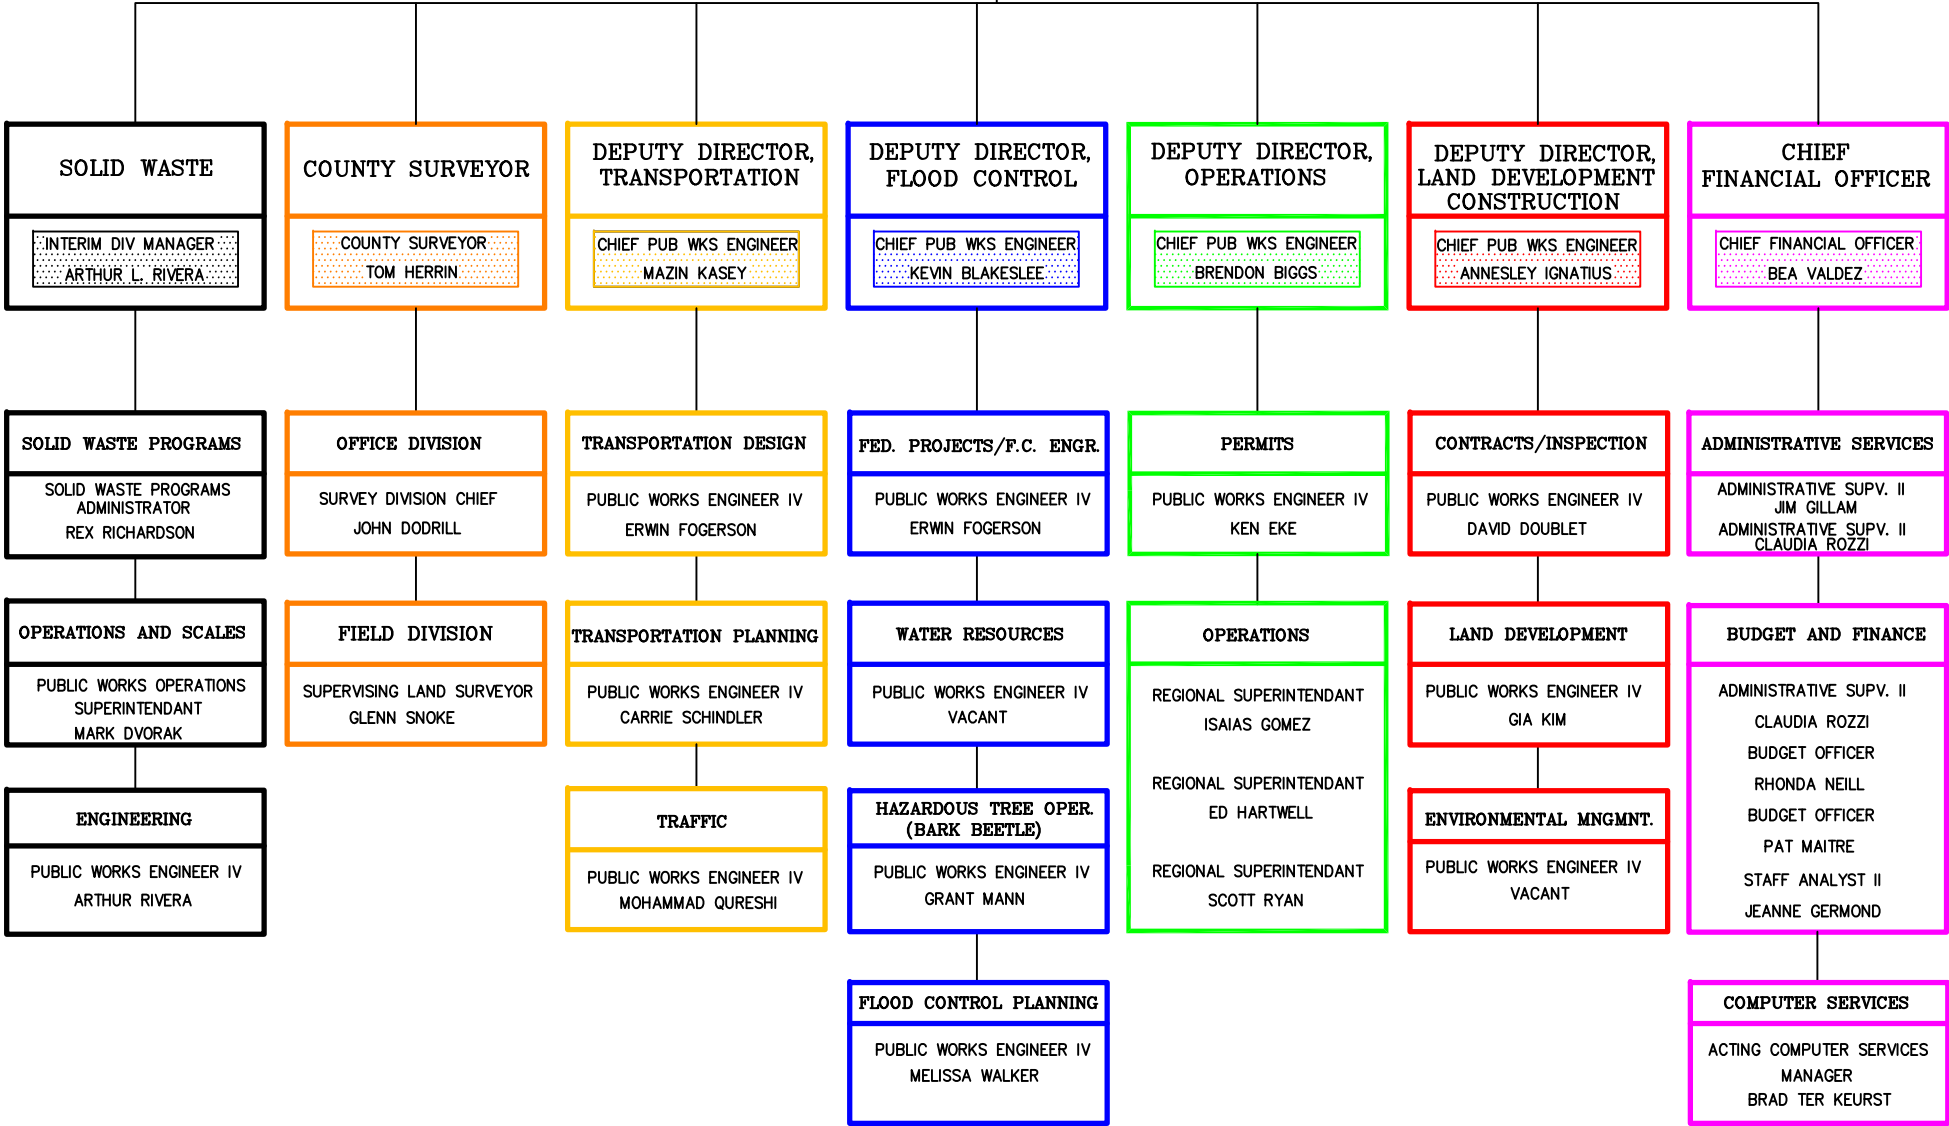 SOLID WASTE
INTERIM DIV MANAGER
ARTHUR L. RIVERA
SOLID WASTE PROGRAMS
SOLID WASTE PROGRAMS
ADMINISTRATOR
REX RICHARDSON
OPERATIONS AND SCALES
PUBLIC WORKS OPERATIONS
SUPERINTENDANT
MARK DVORAK
ENGINEERING
PUBLIC WORKS ENGINEER IV
ARTHUR RIVERA
COUNTY SURVEYOR
COUNTY SURVEYOR
TOM HERRIN
OFFICE DIVISION
SURVEY DIVISION CHIEF
JOHN DODRILL
FIELD DIVISION
SUPERVISING LAND SURVEYOR
GLENN SNOKE
DEPUTY DIRECTOR,
TRANSPORTATION
CHIEF PUB WKS ENGINEER
MAZIN KASEY
TRANSPORTATION DESIGN
PUBLIC WORKS ENGINEER IV
ERWIN FOGERSON
TRANSPORTATION PLANNING
PUBLIC WORKS ENGINEER IV
CARRIE SCHINDLER
TRAFFIC
PUBLIC WORKS ENGINEER IV
MOHAMMAD QURESHI
DEPUTY DIRECTOR,
FLOOD CONTROL
CHIEF PUB WKS ENGINEER
KEVIN BLAKESLEE
FED. PROJECTS/F.C. ENGR.
PUBLIC WORKS ENGINEER IV
ERWIN FOGERSON
WATER RESOURCES
PUBLIC WORKS ENGINEER IV
VACANT
HAZARDOUS TREE OPER.
(BARK BEETLE)
PUBLIC WORKS ENGINEER IV
GRANT MANN
FLOOD CONTROL PLANNING
PUBLIC WORKS ENGINEER IV
MELISSA WALKER
DEPUTY DIRECTOR,
OPERATIONS
CHIEF PUB WKS ENGINEER
BRENDON BIGGS
PERMITS
PUBLIC WORKS ENGINEER IV
KEN EKE
OPERATIONS
REGIONAL SUPERINTENDANT
ISAIAS GOMEZ
REGIONAL SUPERINTENDANT
ED HARTWELL
REGIONAL SUPERINTENDANT
SCOTT RYAN
DEPUTY DIRECTOR,
LAND DEVELOPMENT
CONSTRUCTION
CHIEF PUB WKS ENGINEER
ANNESLEY IGNATIUS
CONTRACTS/INSPECTION
PUBLIC WORKS ENGINEER IV
DAVID DOUBLET
LAND DEVELOPMENT
PUBLIC WORKS ENGINEER IV
GIA KIM
ENVIRONMENTAL MNGMNT.
PUBLIC WORKS ENGINEER IV
VACANT
CHIEF
FINANCIAL OFFICER
CHIEF FINANCIAL OFFICER
BEA VALDEZ
ADMINISTRATIVE SERVICES
ADMINISTRATIVE SUPV. II
JIM GILLAM
ADMINISTRATIVE SUPV. II
CLAUDIA ROZZI
BUDGET AND FINANCE
ADMINISTRATIVE SUPV. II
CLAUDIA ROZZI
BUDGET OFFICER
RHONDA NEILL
BUDGET OFFICER
PAT MAITRE
STAFF ANALYST II
JEANNE GERMOND
COMPUTER SERVICES
ACTING COMPUTER SERVICES
MANAGER
BRAD TER KEURST